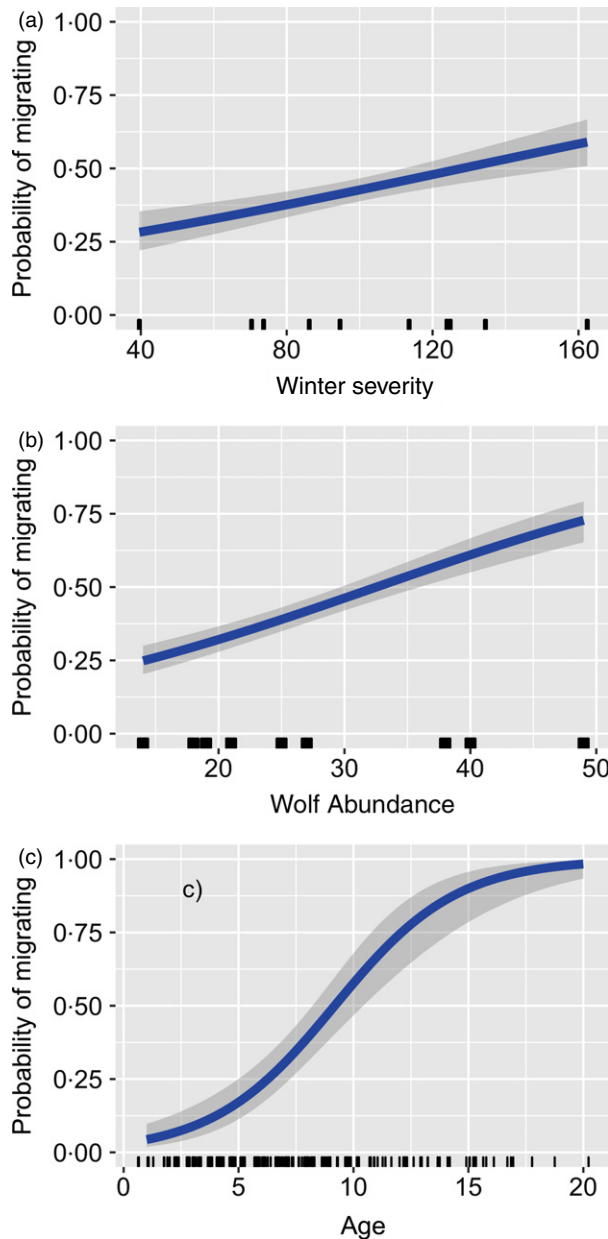 (a)
1·00
0·75
0·50
0·25
0·00
Probability of migrating
40 80 120 160
Winter severity
(b)
1·00
0·75
0·50
0·25
0·00
Probability of migrating
20 30 40 50
Wolf Abundance
(c)
c)
1·00
0·75
0·50
0·25
0·00
Probability of migrating
0 5 10 15 20
Age